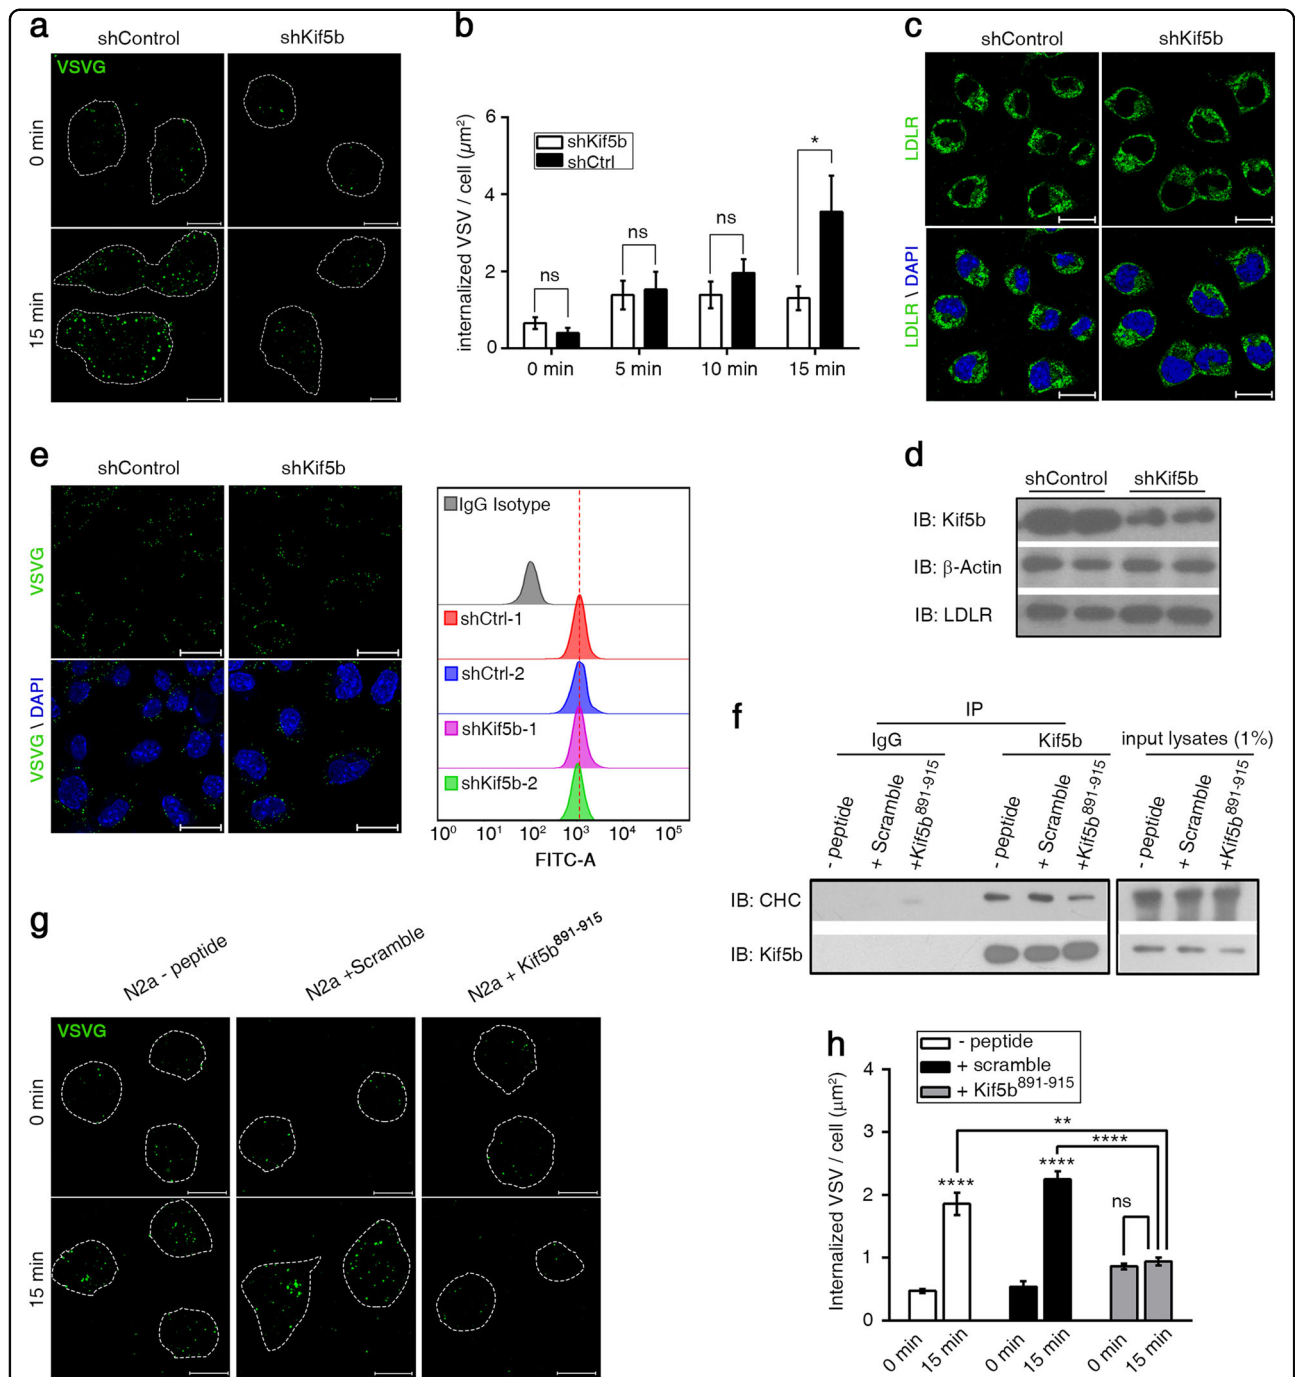 a
shControl
shKif5b
VSVG
0 min
15 min
b
internalized VSV / cell (μm²)
6
4
2
0
shKif5b
shCtrl
ns
ns
ns
*
0 min
5 min
10 min
15 min
c
shControl
shKif5b
LDLR
LDLR \ DAPI
e
shControl
shKif5b
VSVG
VSVG \ DAPI
IgG Isotype
shCtrl-1
shCtrl-2
shKif5b-1
shKif5b-2
10⁰ 10¹ 10² 10³ 10⁴ 10⁵
FITC-A
d
shControl
shKif5b
IB: Kif5b
IB: β-Actin
IB: LDLR
f
IP
IgG
Kif5b
input lysates (1%)
- peptide
+ Scramble
+Kif5b⁸⁹¹⁻⁹¹⁵
- peptide
+ Scramble
+Kif5b⁸⁹¹⁻⁹¹⁵
- peptide
+ Scramble
+Kif5b⁸⁹¹⁻⁹¹⁵
IB: CHC
IB: Kif5b
g
N2a - peptide
N2a +Scramble
N2a + Kif5b⁸⁹¹⁻⁹¹⁵
VSVG
0 min
15 min
h
- peptide
+ scramble
+ Kif5b⁸⁹¹⁻⁹¹⁵
Internalized VSV / cell (μm²)
4
3
2
1
0
**
****
****
****
ns
0 min
15 min
0 min
15 min
0 min
15 min